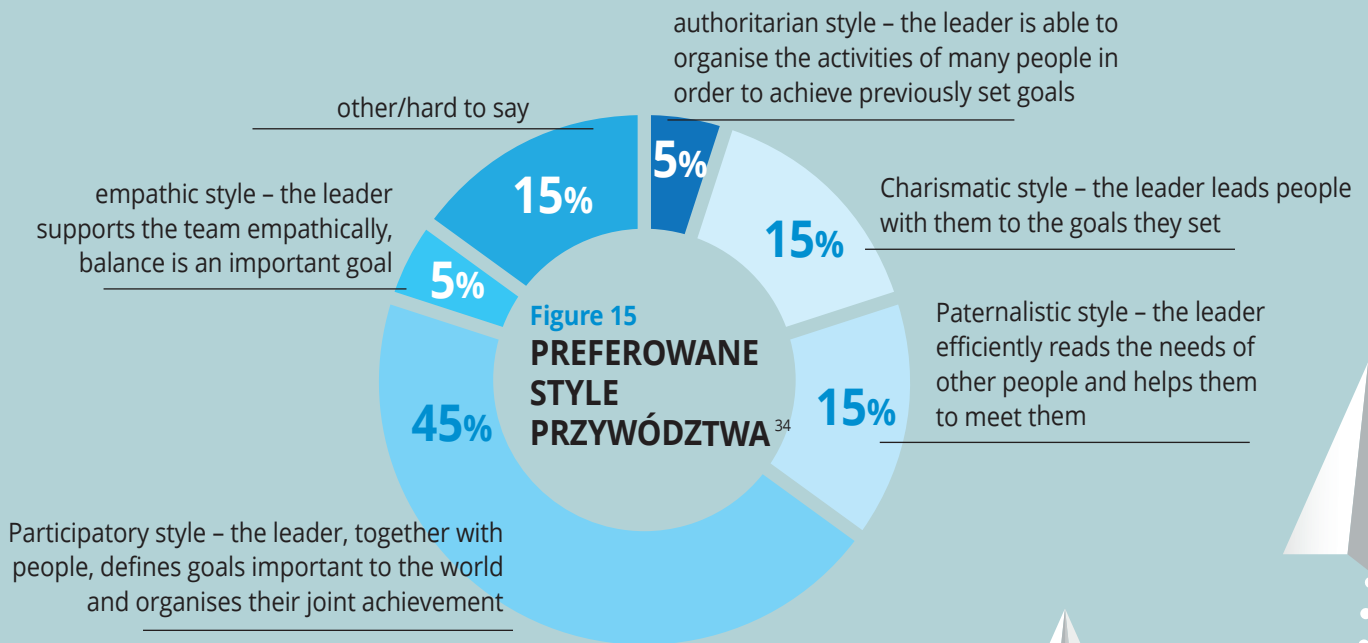 authoritarian style – the leader is able to
organise the activities of many people in
order to achieve previously set goals
5%
Charismatic style – the leader leads people
with them to the goals they set
15%
Paternalistic style – the leader
efficiently reads the needs of
other people and helps them
to meet them
15%
Participatory style – the leader, together with
people, defines goals important to the world
and organises their joint achievement
45%
empathic style – the leader
supports the team empathically,
balance is an important goal
5%
other/hard to say
15%
Figure 15
PREFEROWANE
STYLE
PRZYWÓDZTWA 34